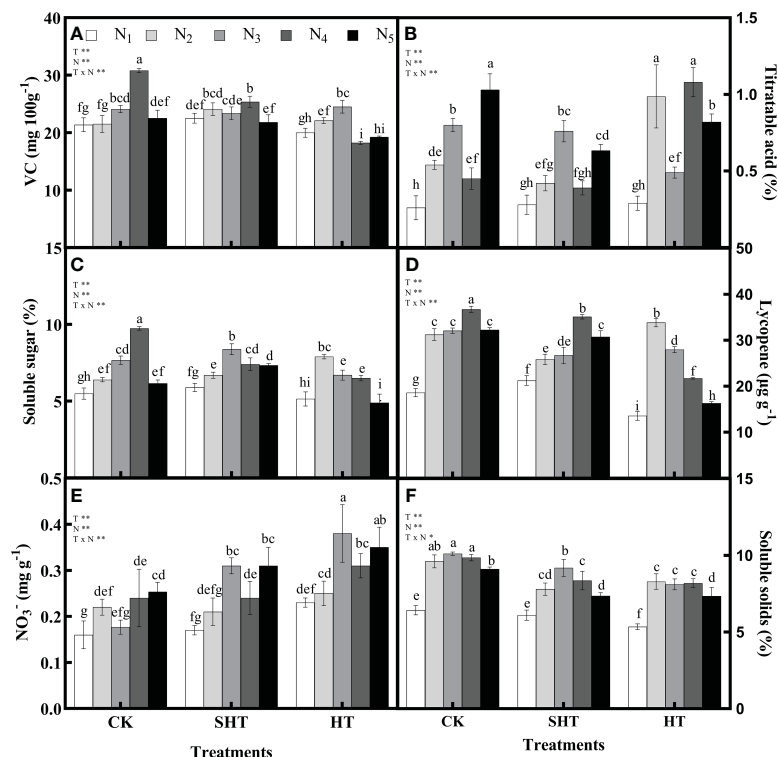 A N₁ N₂ N₃ N₄ N₅
T **
N **
T x N **
VC (mg 100g⁻¹)
40
30
20
10
15
fg fg bcd a def
def c cde b ef
gh ef bc i hi
B
T **
N **
T x N *
Titratable acid (%)
1.5
1.0
0.5
50
h de b ef a
gh efg bc fgh cd
gh a ef a b
C
T **
N **
T x N **
Soluble sugar (%)
10
5
0.5
gh ef cd a ef
fg e b cd d
hi c e e i
D
T **
N **
T x N **
Lycopene (μg g⁻¹)
40
30
20
10
15
g c c a c
f e de b c
i b d f h
E
T **
N **
T x N **
NO₃⁻ (mg g⁻¹)
0.4
0.3
0.2
0.1
0.0
g def efg de cd
fg defg bc de bc
de cd a bc ab
F
T **
N **
T x N *
Soluble solids (%)
10
5
0
e ab a a b
e cd b c d
f c c c d
CK SHT HT
Treatments
CK SHT HT
Treatments